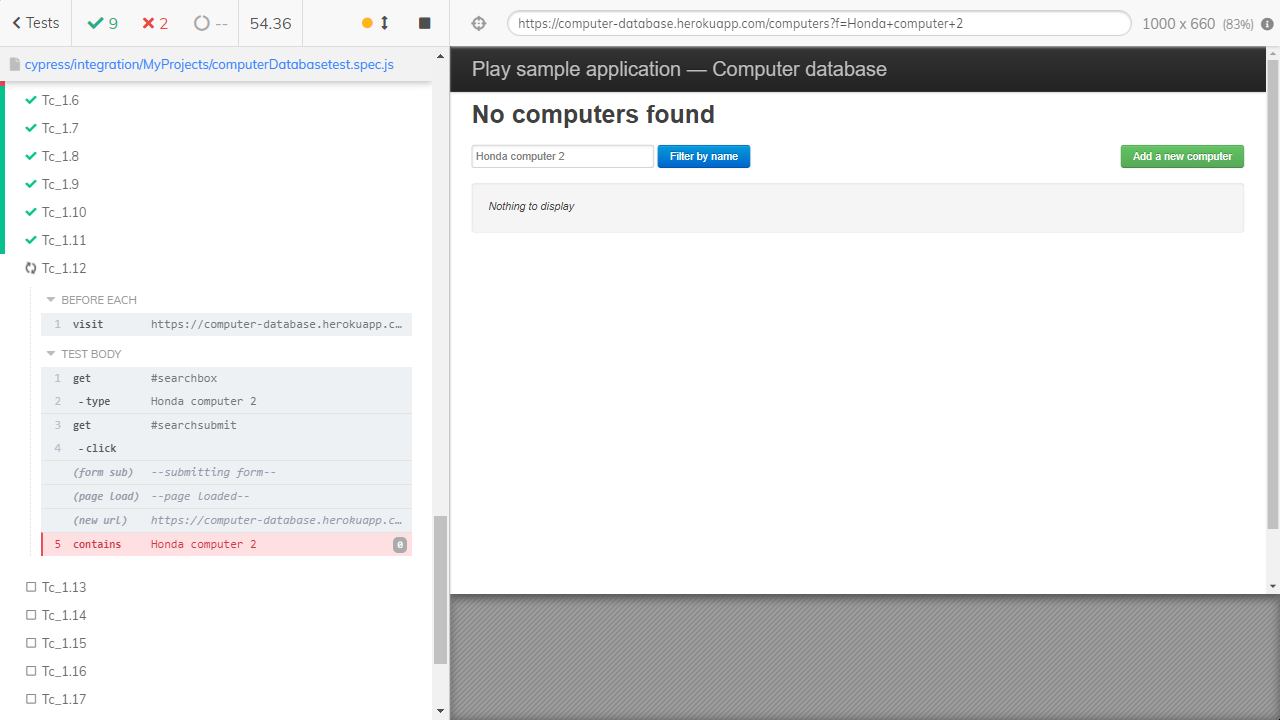 Tests 9 2 -- 54.36
cypress/integration/MyProjects/computerDatabasetest.spec.js
Tc_1.6
Tc_1.7
Tc_1.8
Tc_1.9
Tc_1.10
Tc_1.11
Tc_1.12
BEFORE EACH
1 visit https://computer-database.herokuapp.c…
TEST BODY
1 get #searchbox
2 -type Honda computer 2
3 get #searchsubmit
4 -click
(form sub) --submitting form--
(page load) --page loaded--
(new url) https://computer-database.herokuapp.c…
5 contains Honda computer 2 0
Tc_1.13
Tc_1.14
Tc_1.15
Tc_1.16
Tc_1.17
https://computer-database.herokuapp.com/computers?f=Honda+computer+2 1000 x 660 (83%)
Play sample application — Computer database
No computers found
Honda computer 2 Filter by name Add a new computer
Nothing to display